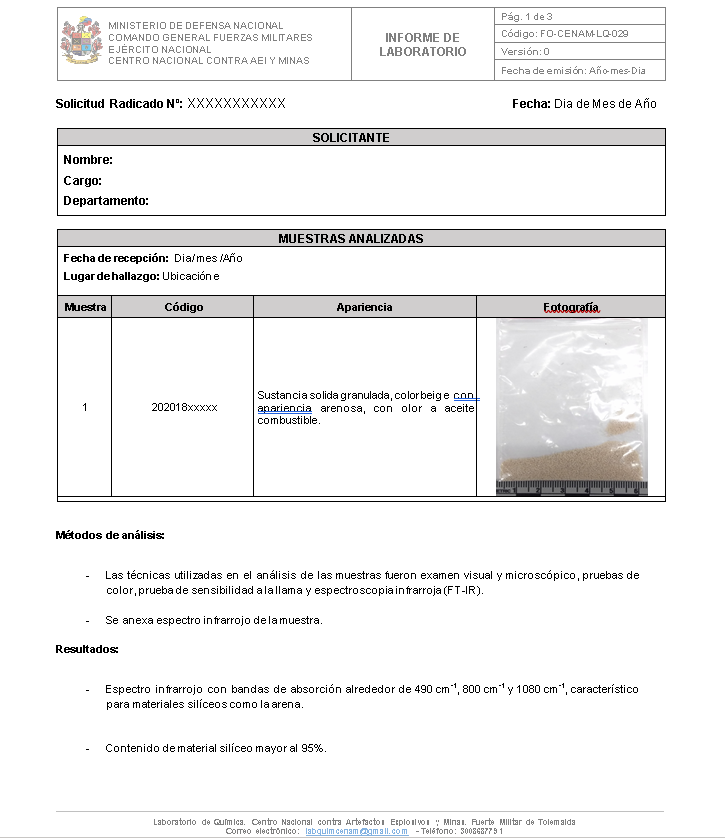 MINISTERIO DE DEFENSA NACIONAL
COMANDO GENERAL FUERZAS MILITARES
EJÉRCITO NACIONAL
CENTRO NACIONAL CONTRA AEI Y MINAS
INFORME DE
LABORATORIO
Pág. 1 de 3
Código: FO-CENAM-LQ-029
Versión: 0
Fecha de emisión: Año-mes-Dia
Solicitud Radicado Nº: XXXXXXXXXXX
Fecha: Dia de Mes de Año
SOLICITANTE
Nombre:
Cargo:
Departamento:
MUESTRAS ANALIZADAS
Fecha de recepción: Dia/mes/Año
Lugar de hallazgo: Ubicación e
Muestra Código Apariencia Fotografía
1
202018xxxxx
Sustancia solida granulada, color beige con
apariencia arenosa, con olor a aceite
combustible.
Métodos de análisis:
- Las técnicas utilizadas en el análisis de las muestras fueron examen visual y microscópico, pruebas de
color, prueba de sensibilidad a la llama y espectroscopia infrarroja (FT-IR).
- Se anexa espectro infrarrojo de la muestra.
Resultados:
- Espectro infrarrojo con bandas de absorción alrededor de 490 cm-1, 800 cm-1 y 1080 cm-1, característico
para materiales silíceos como la arena.
- Contenido de material silíceo mayor al 95%.
Laboratorio de Química. Centro Nacional contra Artefactos Explosivos y Minas. Fuerte Militar de Tolemaida
Correo electrónico: labquimcenam@gmail.com - Teléfono: